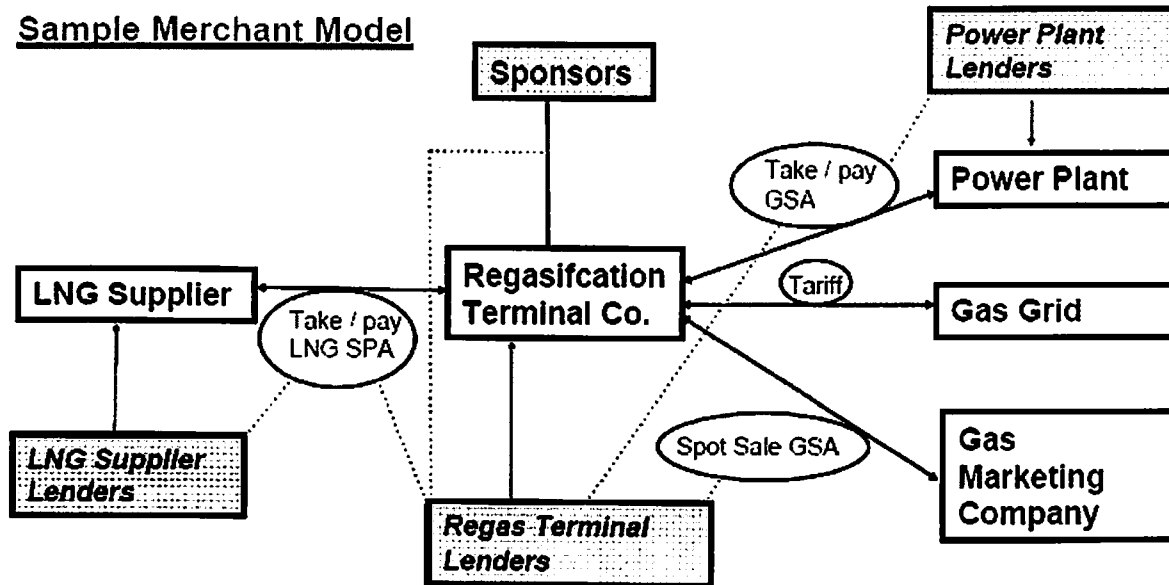 Sample Merchant Model
Sponsors
Power Plant
Lenders
Take / pay
GSA
Power Plant
LNG Supplier
Regasifcation
Terminal Co.
Tariff
Gas Grid
Take / pay
LNG SPA
LNG Supplier
Lenders
Spot Sale GSA
Gas
Marketing
Company
Regas Terminal
Lenders